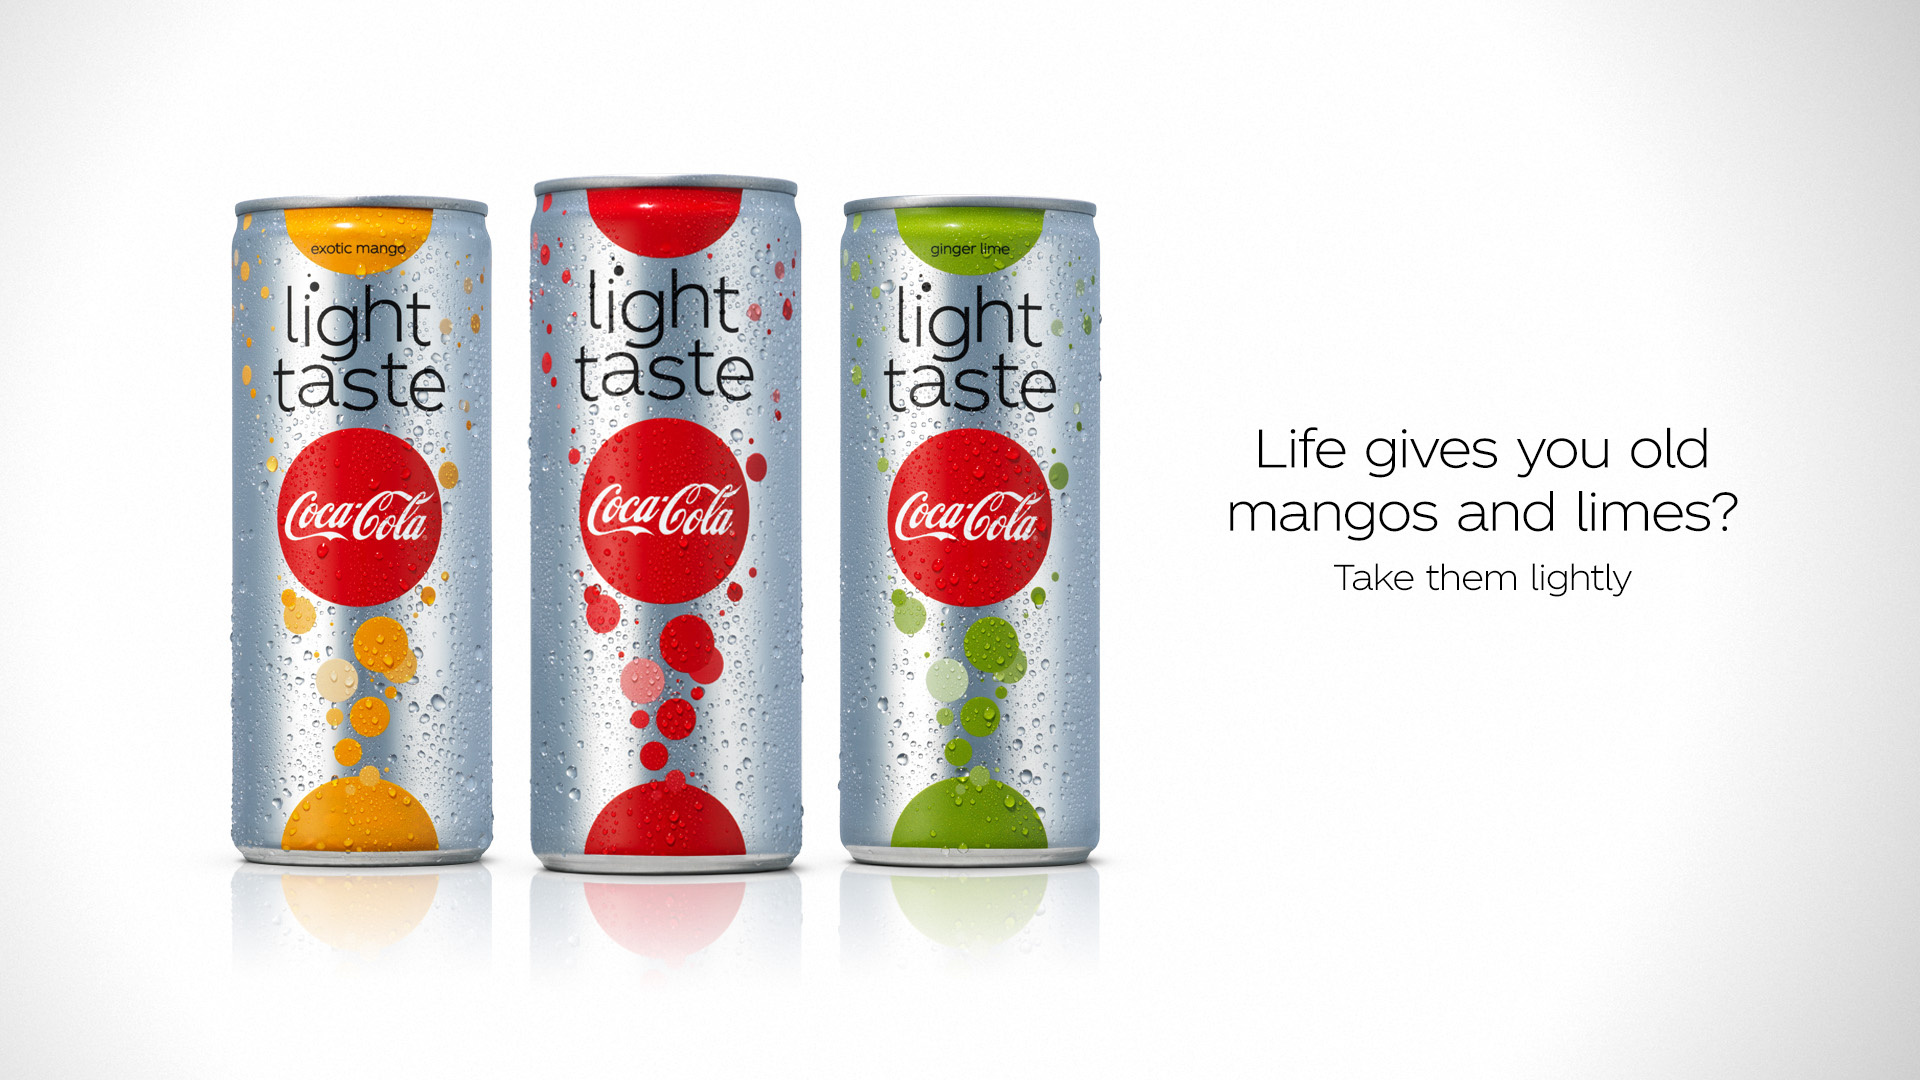 exotic mango
light
taste
Coca-Cola
light
taste
Coca-Cola
ginger lime
light
taste
Coca-Cola
Life gives you old
mangos and limes?
Take them lightly